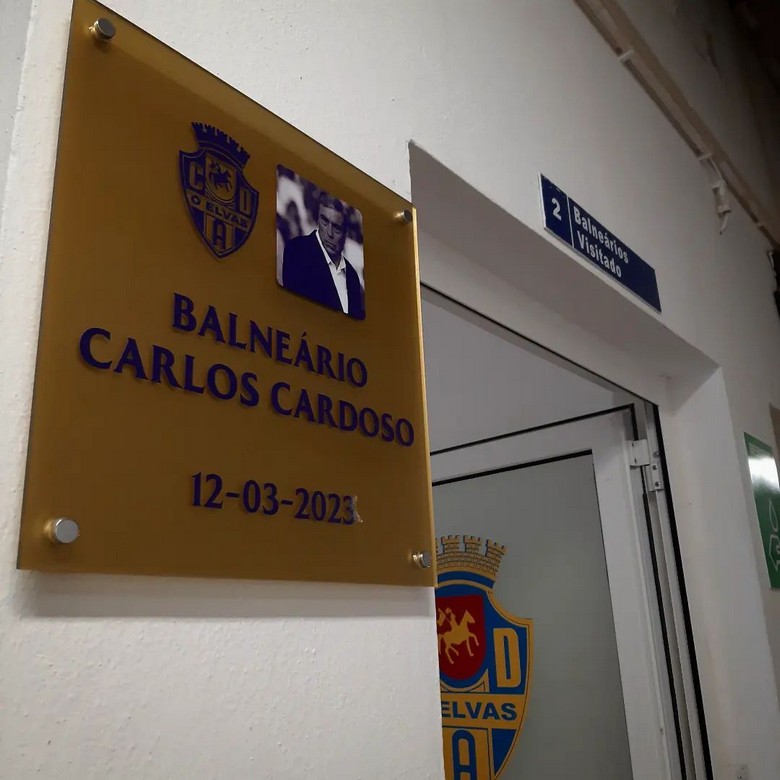 C D
O ELVAS
A
BALNEÁRIO
CARLOS CARDOSO
12-03-2023
2 Balneários
Visitado
D
ELVAS
A